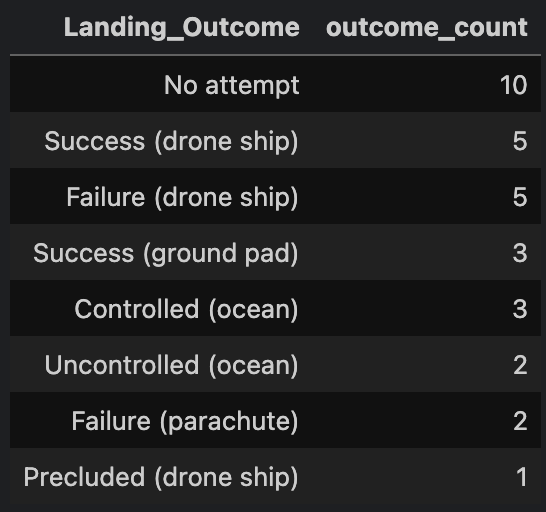 Landing_Outcome outcome_count
No attempt 10
Success (drone ship) 5
Failure (drone ship) 5
Success (ground pad) 3
Controlled (ocean) 3
Uncontrolled (ocean) 2
Failure (parachute) 2
Precluded (drone ship) 1